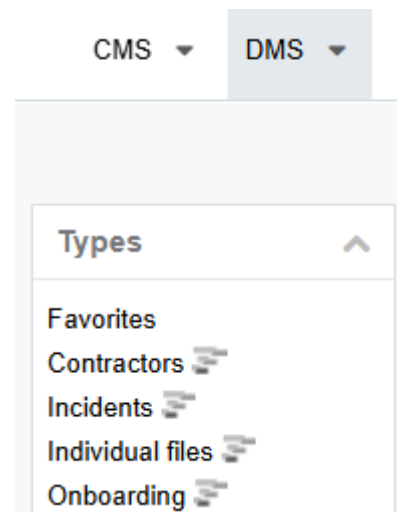 CMS DMS
Types
Favorites
Contractors
Incidents
Individual files
Onboarding